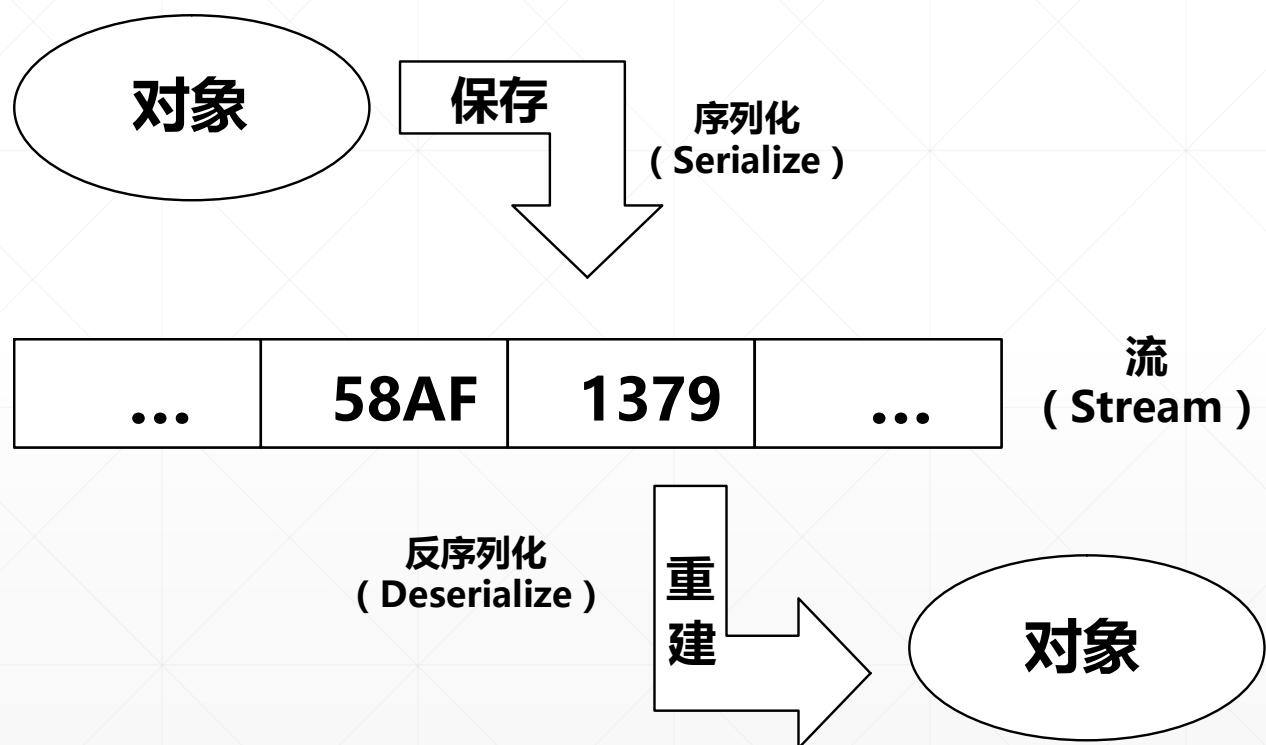 对象
保存
序列化
（Serialize）
... 58AF 1379 ...
流
（Stream）
反序列化
（Deserialize）
重
建
对象